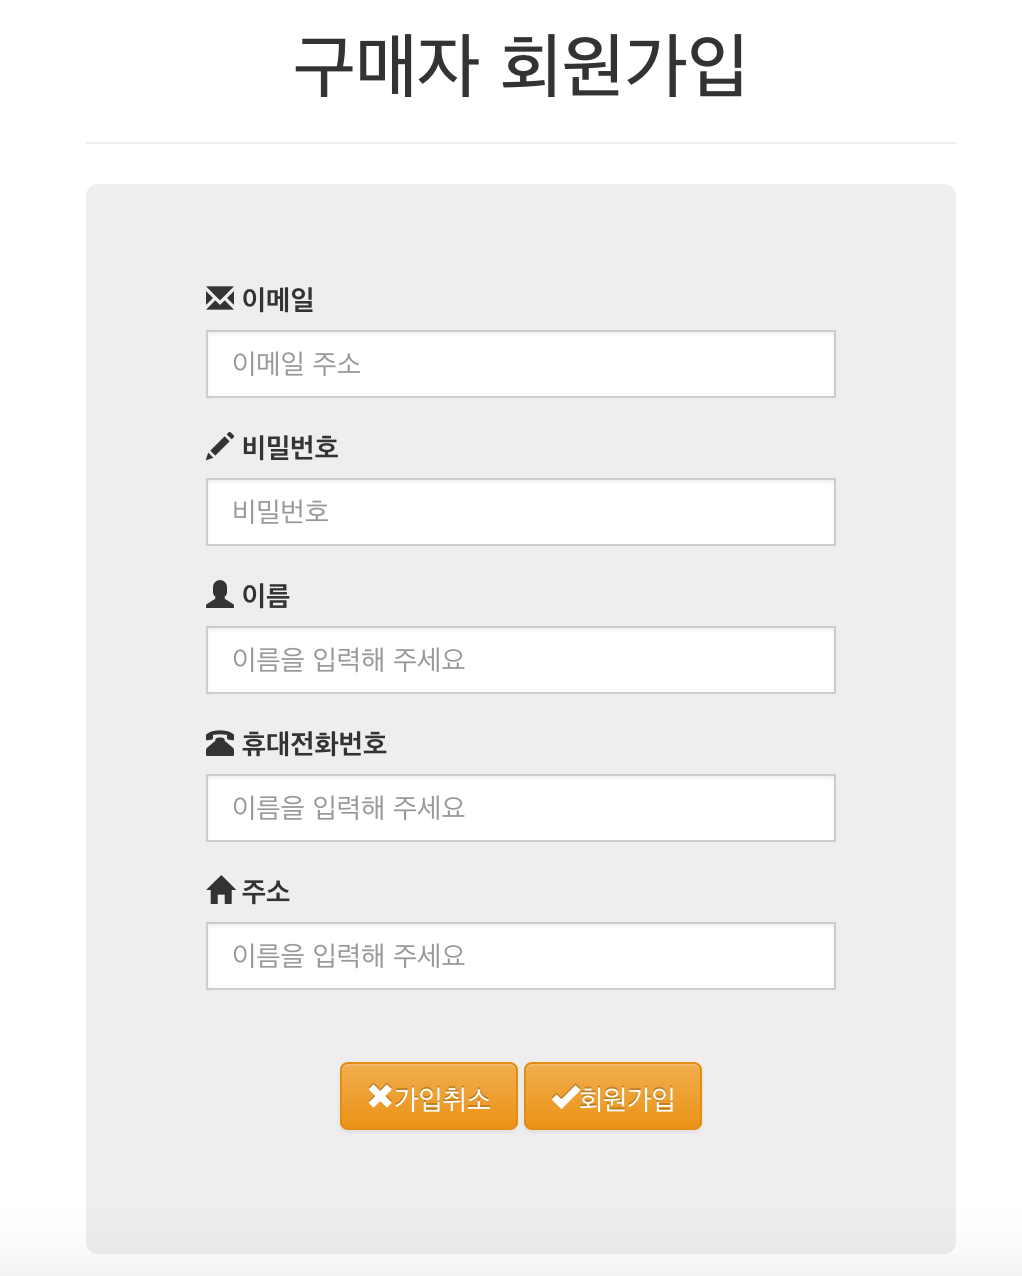 구매자 회원가입
이메일
이메일 주소
비밀번호
비밀번호
이름
이름을 입력해 주세요
휴대전화번호
이름을 입력해 주세요
주소
이름을 입력해 주세요
가입취소 회원가입